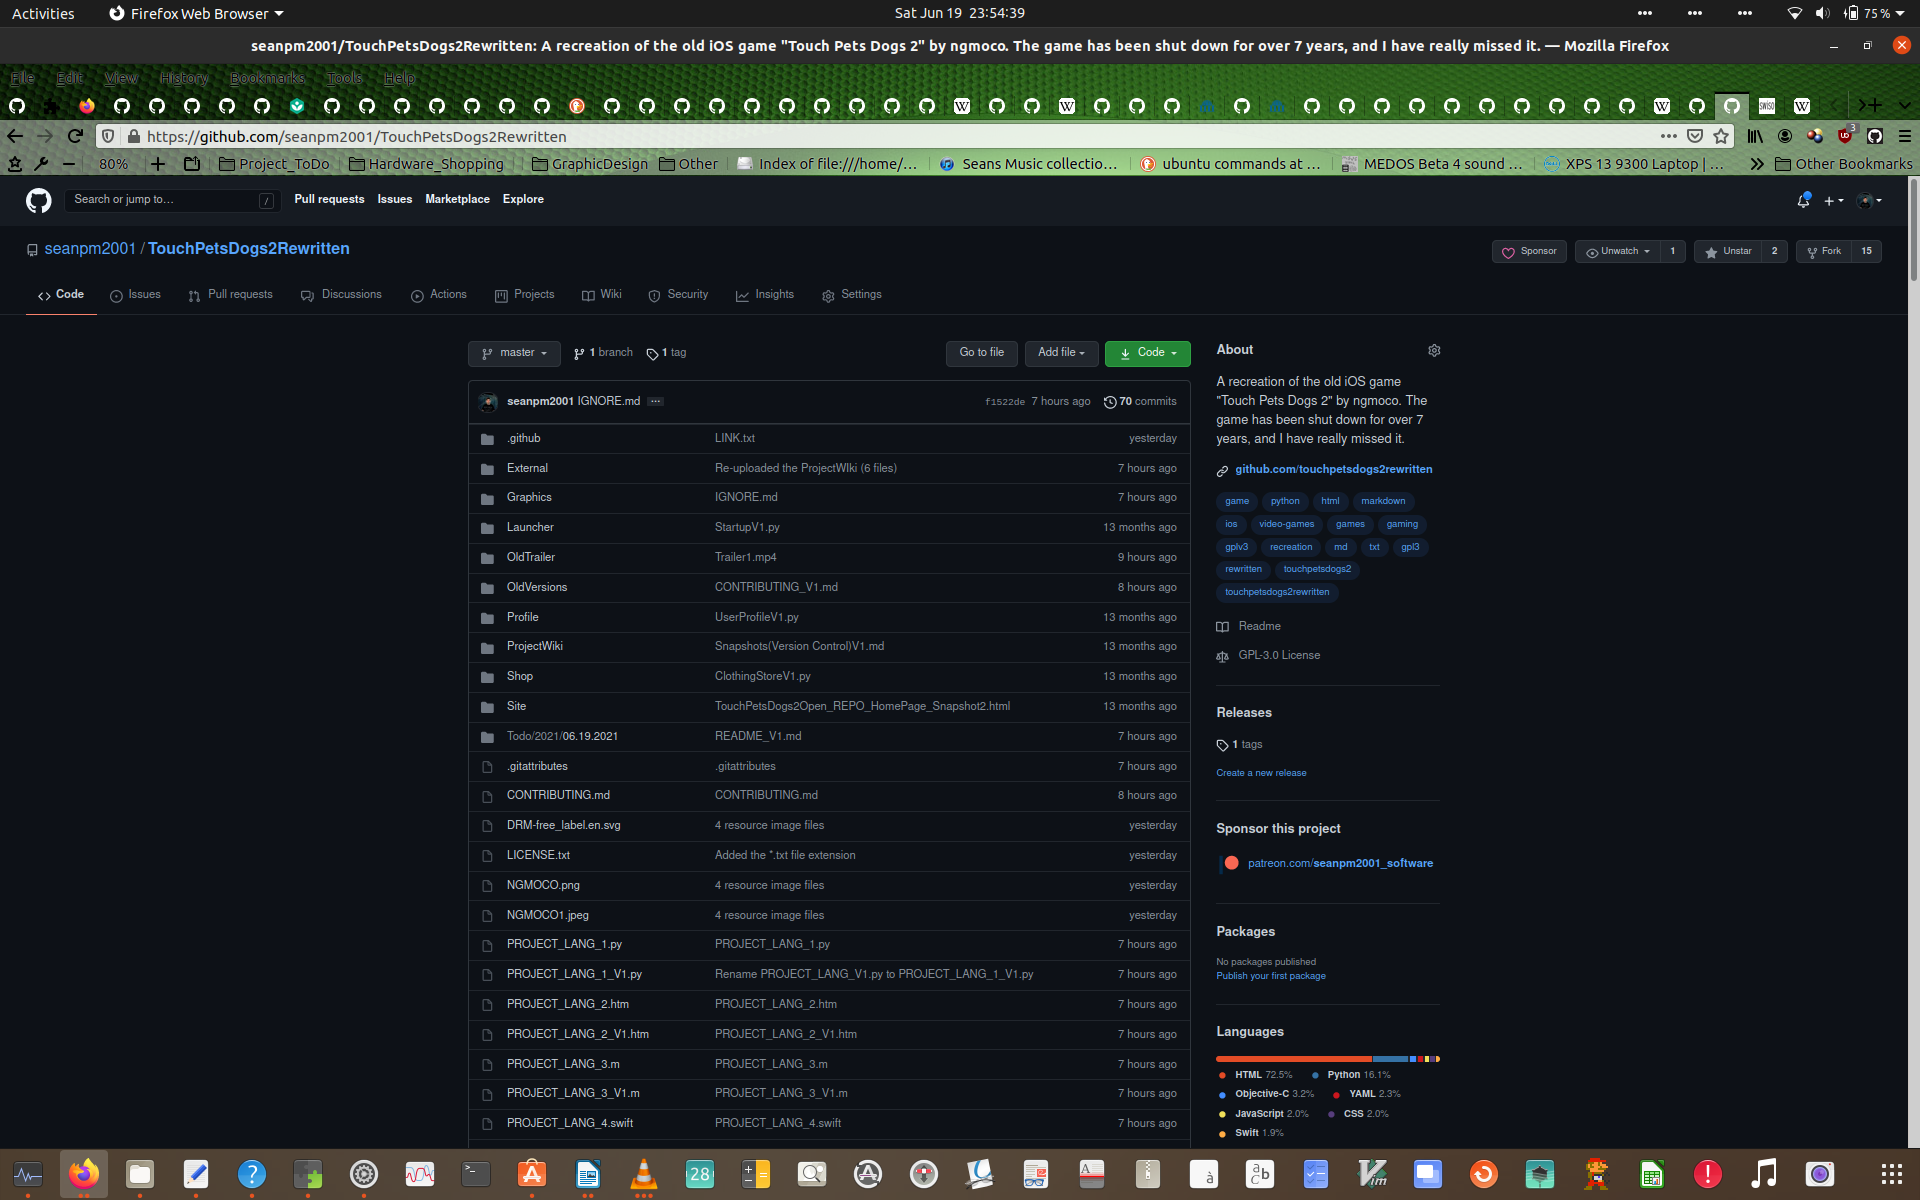 Activities
Firefox Web Browser
Sat Jun 19 23:54:39
75 %
seanpm2001/TouchPetsDogs2Rewritten: A recreation of the old iOS game "Touch Pets Dogs 2" by ngmoco. The game has been shut down for over 7 years, and I have really missed it. — Mozilla Firefox
File Edit View History Bookmarks Tools Help
https://github.com/seanpm2001/TouchPetsDogs2Rewritten
3
80%
Project_ToDo
Hardware_Shopping
GraphicDesign
Other
Index of file:///home/…
Seans Music collectio…
ubuntu commands at …
MEDOS Beta 4 sound …
XPS 13 9300 Laptop | …
Other Bookmarks
Search or jump to…
/
Pull requests
Issues
Marketplace
Explore
seanpm2001 / TouchPetsDogs2Rewritten
Sponsor
Unwatch 1
Unstar 2
Fork 15
Code
Issues
Pull requests
Discussions
Actions
Projects
Wiki
Security
Insights
Settings
master
1 branch
1 tag
Go to file
Add file
Code
seanpm2001 IGNORE.md
f1522de 7 hours ago
70 commits
.github LINK.txt yesterday
External Re-uploaded the ProjectWIki (6 files) 7 hours ago
Graphics IGNORE.md 7 hours ago
Launcher StartupV1.py 13 months ago
OldTrailer Trailer1.mp4 9 hours ago
OldVersions CONTRIBUTING_V1.md 8 hours ago
Profile UserProfileV1.py 13 months ago
ProjectWiki Snapshots(Version Control)V1.md 13 months ago
Shop ClothingStoreV1.py 13 months ago
Site TouchPetsDogs2Open_REPO_HomePage_Snapshot2.html 13 months ago
Todo/2021/06.19.2021 README_V1.md 7 hours ago
.gitattributes .gitattributes 7 hours ago
CONTRIBUTING.md CONTRIBUTING.md 8 hours ago
DRM-free_label.en.svg 4 resource image files yesterday
LICENSE.txt Added the *.txt file extension yesterday
NGMOCO.png 4 resource image files yesterday
NGMOCO1.jpeg 4 resource image files yesterday
PROJECT_LANG_1.py PROJECT_LANG_1.py 7 hours ago
PROJECT_LANG_1_V1.py Rename PROJECT_LANG_V1.py to PROJECT_LANG_1_V1.py 7 hours ago
PROJECT_LANG_2.htm PROJECT_LANG_2.htm 7 hours ago
PROJECT_LANG_2_V1.htm PROJECT_LANG_2_V1.htm 7 hours ago
PROJECT_LANG_3.m PROJECT_LANG_3.m 7 hours ago
PROJECT_LANG_3_V1.m PROJECT_LANG_3_V1.m 7 hours ago
PROJECT_LANG_4.swift PROJECT_LANG_4.swift 7 hours ago
About
A recreation of the old iOS game
"Touch Pets Dogs 2" by ngmoco. The
game has been shut down for over 7
years, and I have really missed it.
github.com/touchpetsdogs2rewritten
game python html markdown
ios video-games games gaming
gplv3 recreation md txt gpl3
rewritten touchpetsdogs2
touchpetsdogs2rewritten
Readme
GPL-3.0 License
Releases
1 tags
Create a new release
Sponsor this project
patreon.com/seanpm2001_software
Packages
No packages published
Publish your first package
Languages
HTML 72.5% Python 16.1%
Objective-C 3.2% YAML 2.3%
JavaScript 2.0% CSS 2.0%
Swift 1.9%
28